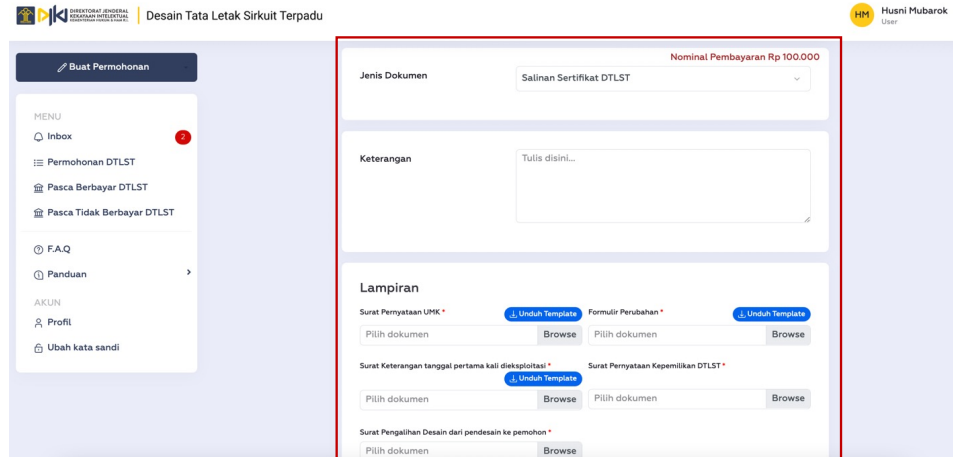 DIREKTORAT JENDERAL
KEKAYAAN INTELEKTUAL
KEMENTERIAN HUKUM & HAM R.I.
Desain Tata Letak Sirkuit Terpadu
HM
Husni Mubarok
User
Buat Permohonan
MENU
Inbox
2
Permohonan DTLST
Pasca Berbayar DTLST
Pasca Tidak Berbayar DTLST
F.A.Q
Panduan
AKUN
Profil
Ubah kata sandi
Nominal Pembayaran Rp 100.000
Jenis Dokumen
Salinan Sertifikat DTLST
Keterangan
Tulis disini...
Lampiran
Surat Pernyataan UMK *
Unduh Template
Formulir Perubahan *
Unduh Template
Pilih dokumen
Browse
Pilih dokumen
Browse
Surat Keterangan tanggal pertama kali dieksploitasi *
Unduh Template
Surat Pernyataan Kepemilikan DTLST *
Pilih dokumen
Browse
Pilih dokumen
Browse
Surat Pengalihan Desain dari pendesain ke pemohon *
Pilih dokumen
Browse